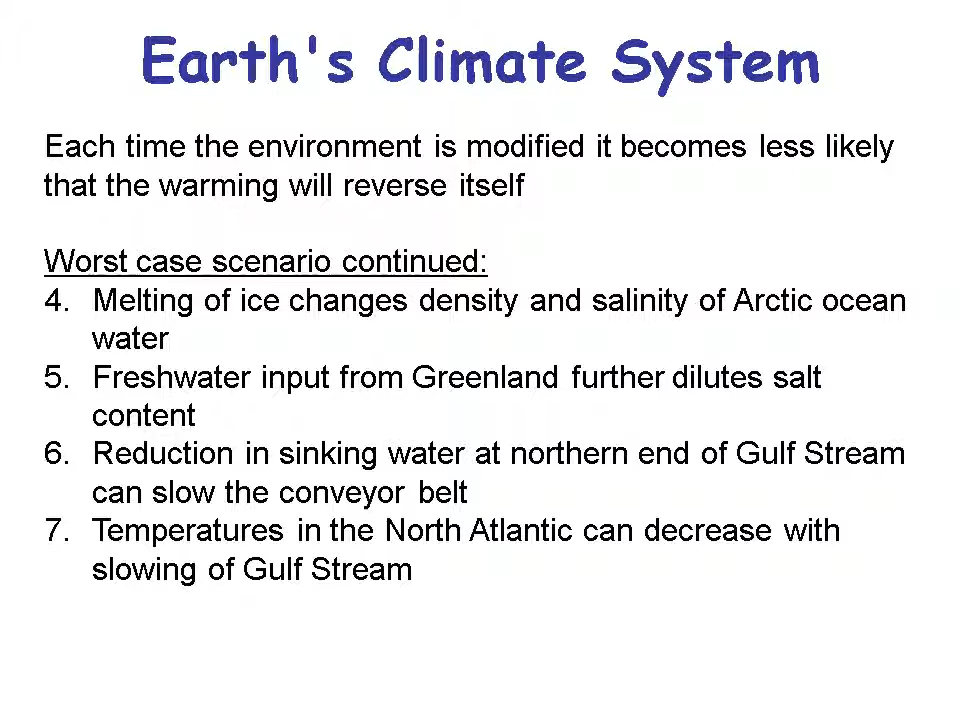 Earth's Climate System
Each time the environment is modified it becomes less likely
that the warming will reverse itself
Worst case scenario continued:
4. Melting of ice changes density and salinity of Arctic ocean
water
5. Freshwater input from Greenland further dilutes salt
content
6. Reduction in sinking water at northern end of Gulf Stream
can slow the conveyor belt
7. Temperatures in the North Atlantic can decrease with
slowing of Gulf Stream